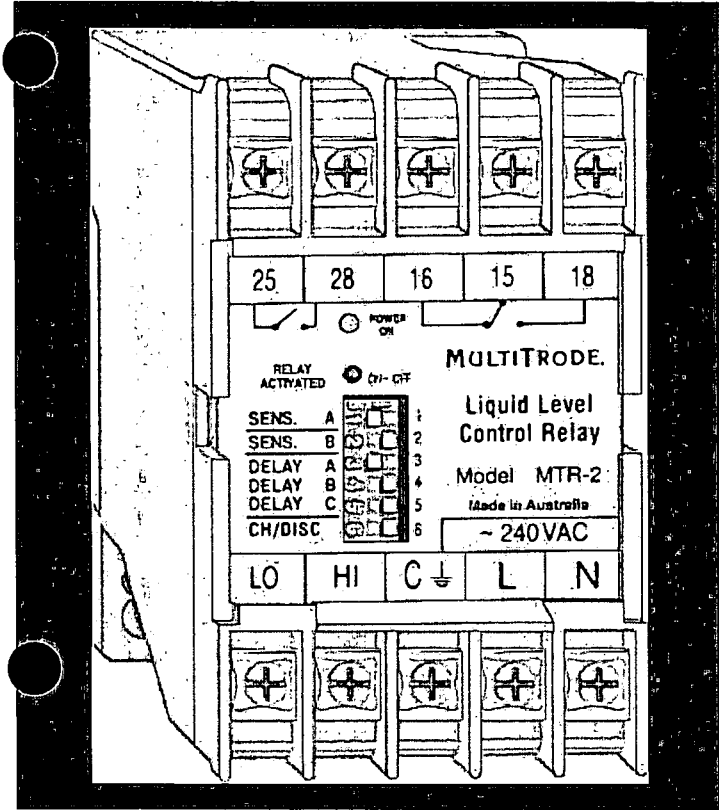 25 28 16 15 18
POWER ON
MULTITRODE.
RELAY ACTIVATED
ON - OFF
SENS. A 1
SENS. B 2
DELAY A 3
DELAY B 4
DELAY C 5
CH/DISC 6
Liquid Level
Control Relay
Model MTR-2
Made in Australia
~ 240VAC
LO HI C ⏚ L N